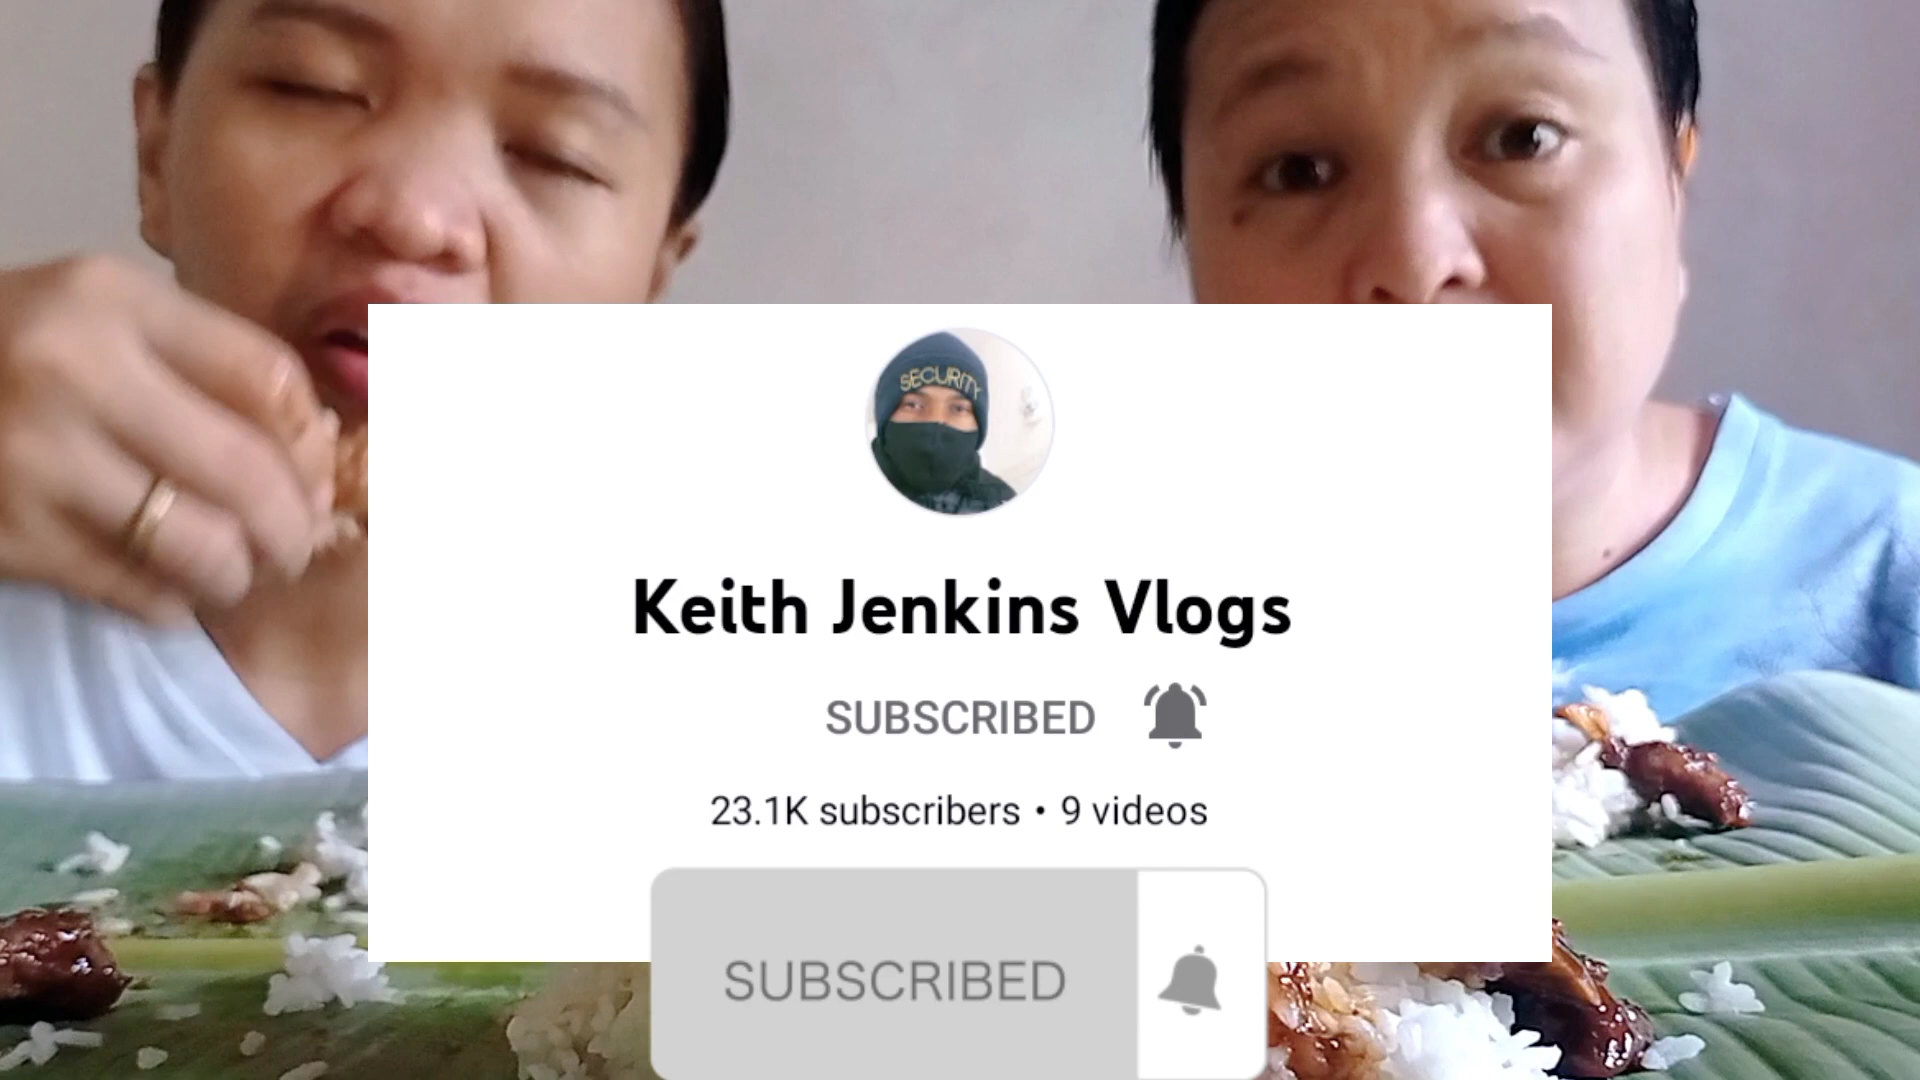 SECURITY
Keith Jenkins Vlogs
SUBSCRIBED
23.1K subscribers • 9 videos
SUBSCRIBED